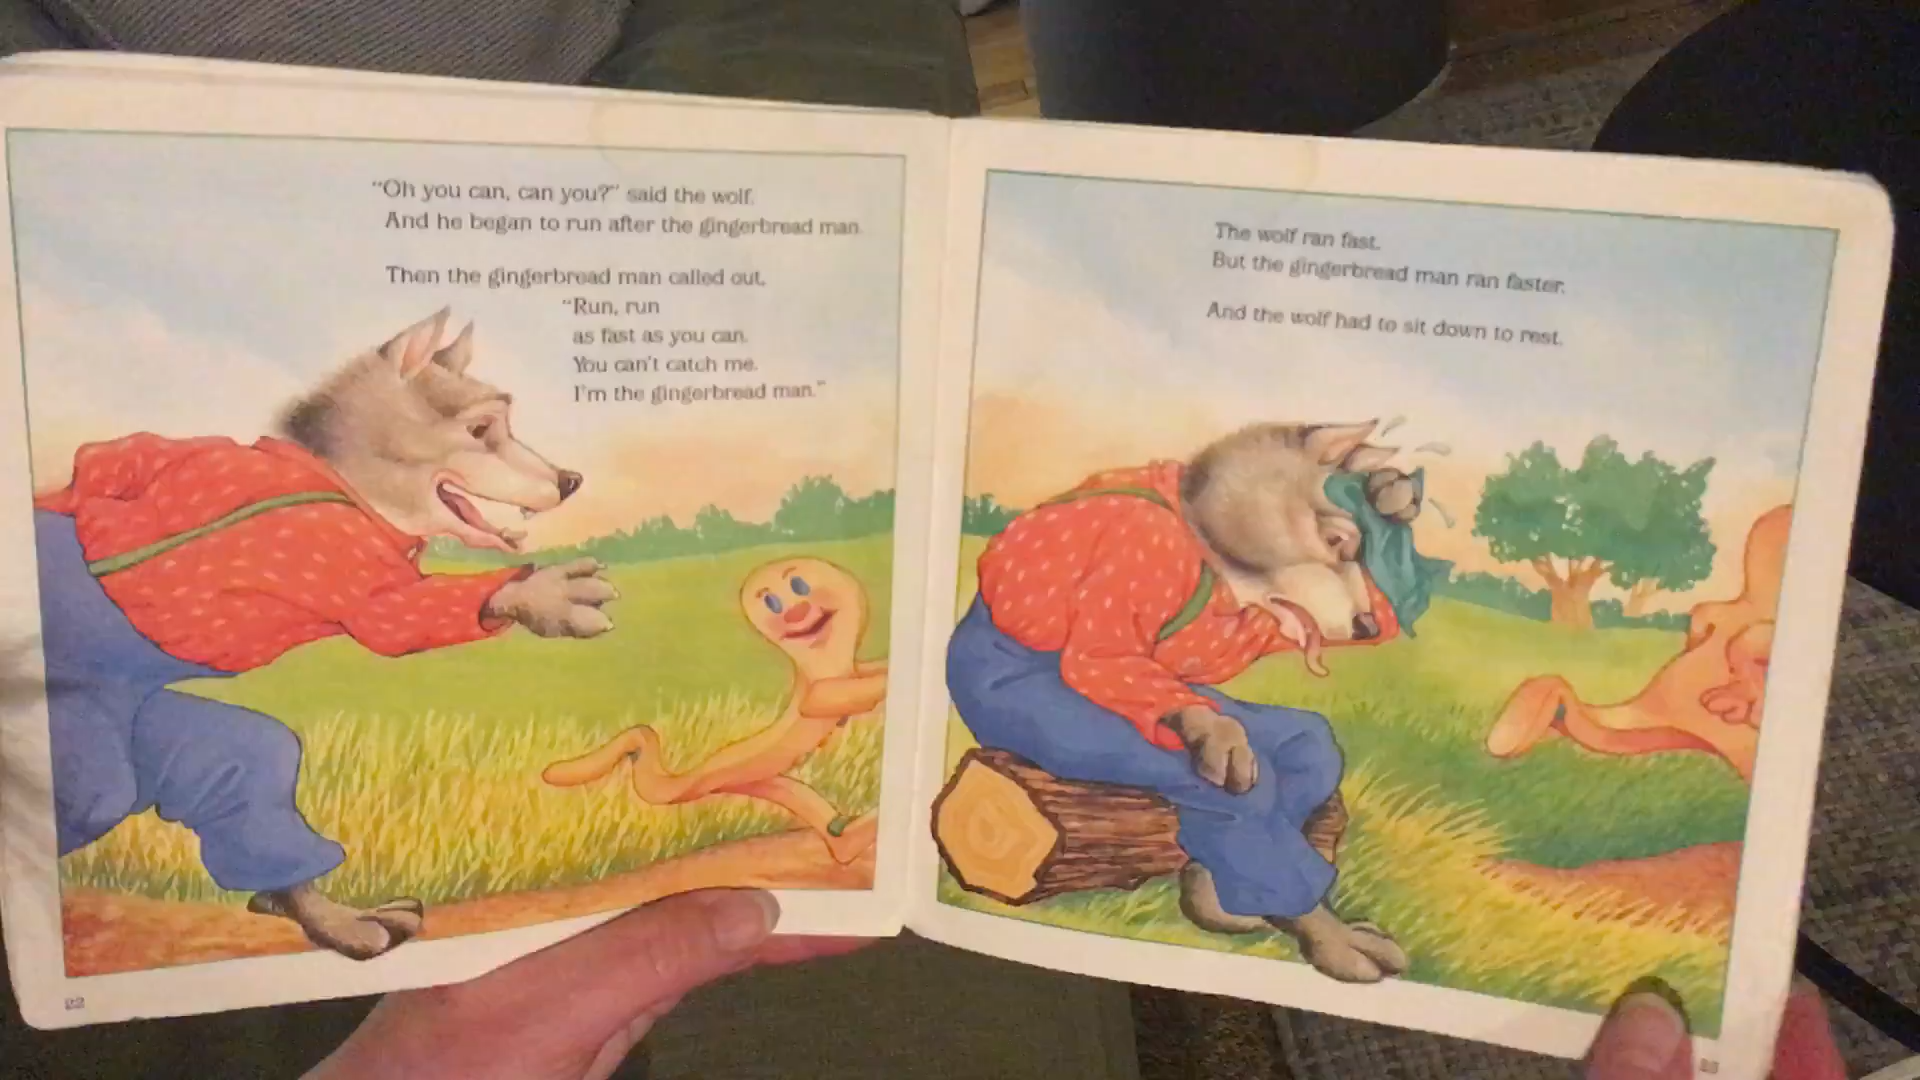 “Oh you can, can you?” said the wolf.
And he began to run after the gingerbread man.
Then the gingerbread man called out,
“Run, run
as fast as you can.
You can't catch me.
I'm the gingerbread man.”
22
The wolf ran fast.
But the gingerbread man ran faster.
And the wolf had to sit down to rest.
23